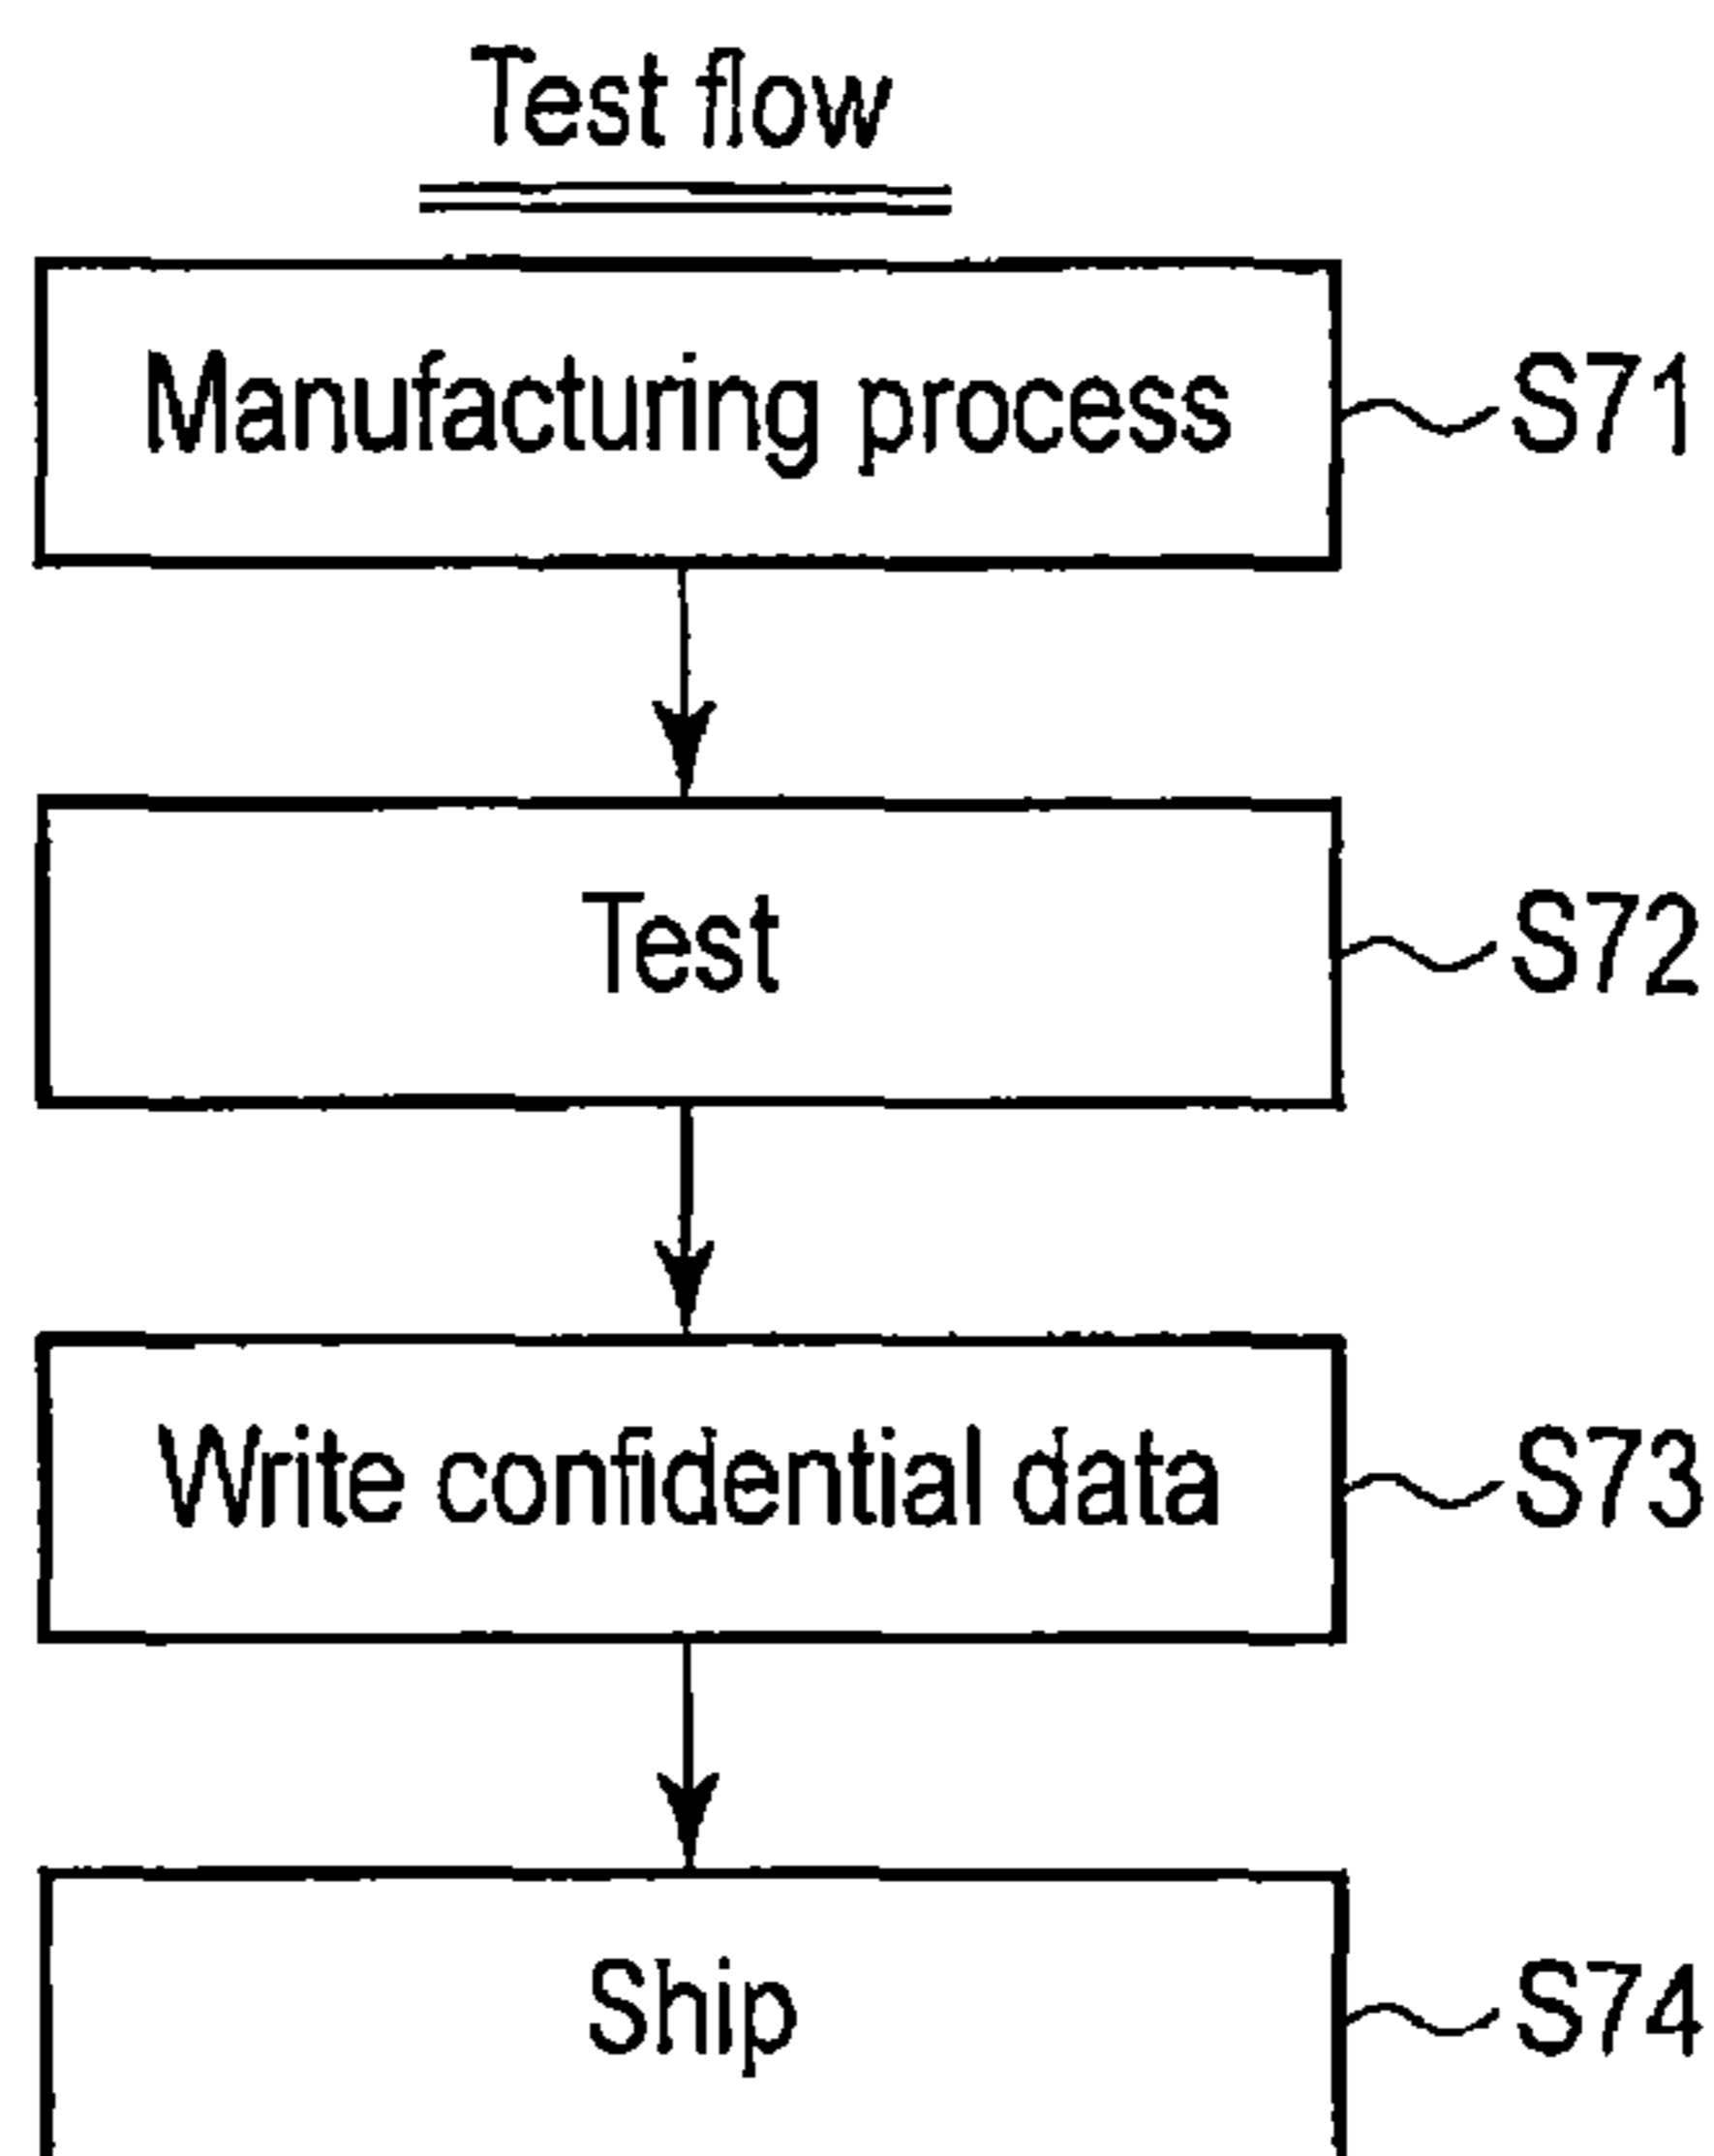 Test flow
Manufacturing process
S71
Test
S72
Write confidential data
S73
Ship
S74